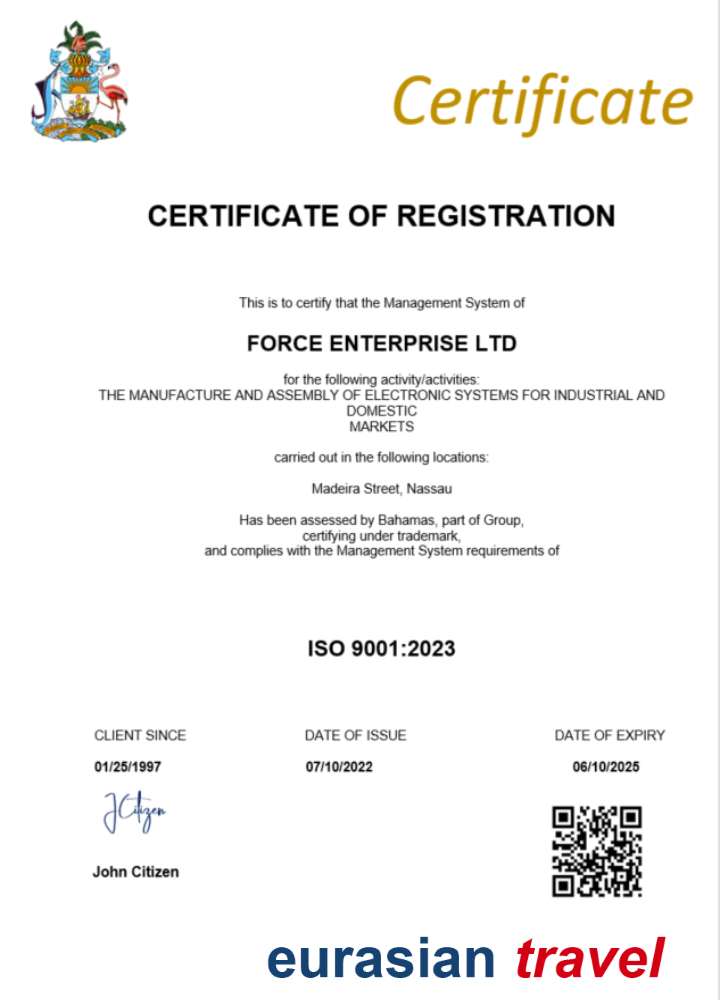 Certificate
CERTIFICATE OF REGISTRATION
This is to certify that the Management System of
FORCE ENTERPRISE LTD
for the following activity/activities:
THE MANUFACTURE AND ASSEMBLY OF ELECTRONIC SYSTEMS FOR INDUSTRIAL AND
DOMESTIC
MARKETS
carried out in the following locations:
Madeira Street, Nassau
Has been assessed by Bahamas, part of Group,
certifying under trademark,
and complies with the Management System requirements of
ISO 9001:2023
CLIENT SINCE DATE OF ISSUE DATE OF EXPIRY
01/25/1997 07/10/2022 06/10/2025
JCitizen
John Citizen
eurasian travel